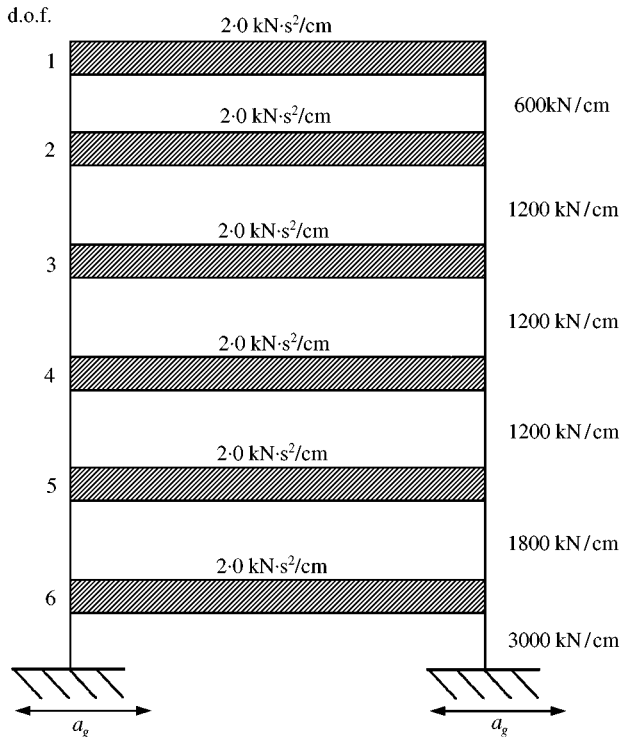 d.o.f.
2·0 kN·s²/cm
1
600kN/cm
2·0 kN·s²/cm
2
1200 kN/cm
2·0 kN·s²/cm
3
1200 kN/cm
2·0 kN·s²/cm
4
1200 kN/cm
2·0 kN·s²/cm
5
1800 kN/cm
2·0 kN·s²/cm
6
3000 kN/cm
a_g
a_g